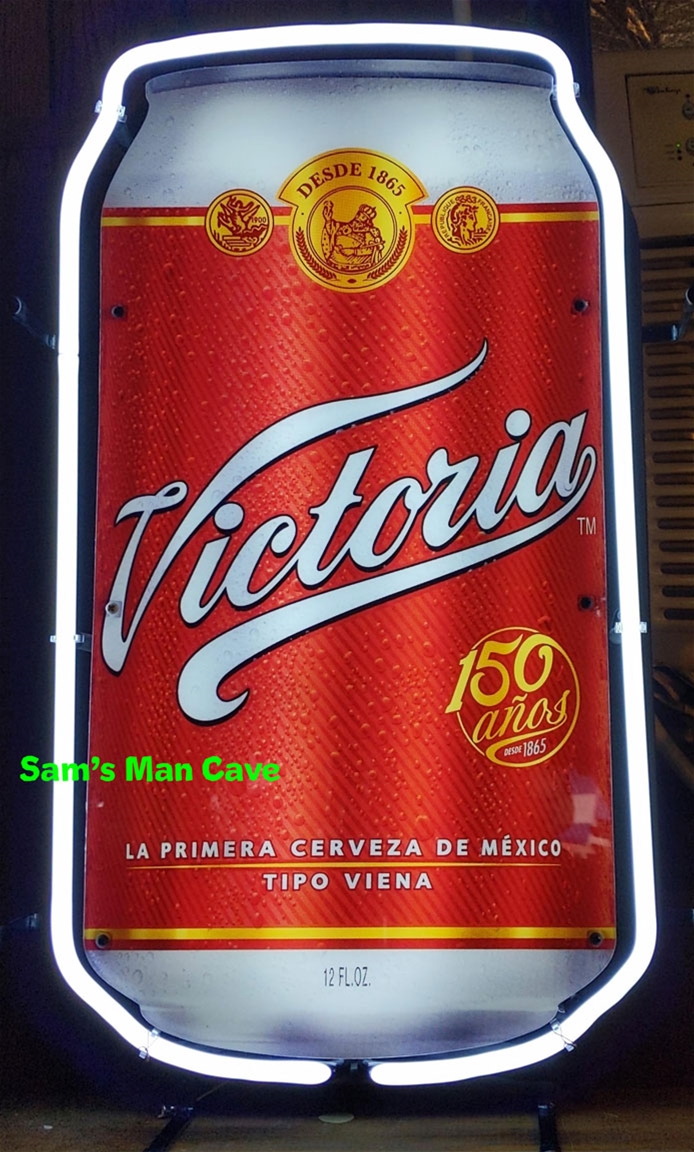 DESDE 1865
1900
Victoria
TM
150
años
DESDE 1865
Sam's Man Cave
LA PRIMERA CERVEZA DE MÉXICO
TIPO VIENA
12 FL.OZ.